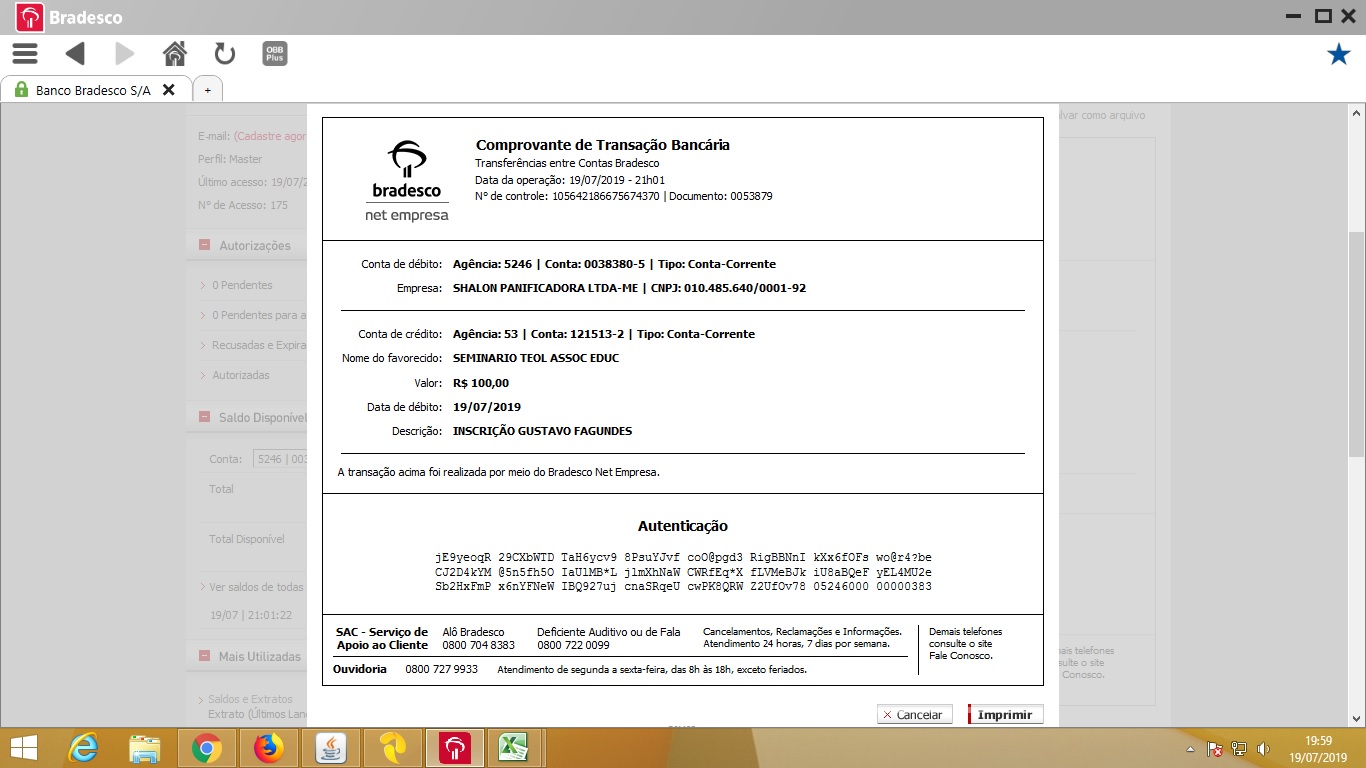 Bradesco
OBB Plus
Banco Bradesco S/A
+
E-mail: (Cadastre agor
Perfil: Master
Último acesso: 19/07/2
N° de Acesso: 175
Autorizações
0 Pendentes
0 Pendentes para a
Recusadas e Expira
Autorizadas
Saldo Disponível
Conta: 5246 | 003
Total
Total Disponível
Ver saldos de todas
19/07 | 21:01:22
Mais Utilizadas
Saldos e Extratos
Extrato (Últimos Lan
alvar como arquivo
bradesco
net empresa
Comprovante de Transação Bancária
Transferências entre Contas Bradesco
Data da operação: 19/07/2019 - 21h01
N° de controle: 105642186675674370 | Documento: 0053879
Conta de débito: Agência: 5246 | Conta: 0038380-5 | Tipo: Conta-Corrente
Empresa: SHALON PANIFICADORA LTDA-ME | CNPJ: 010.485.640/0001-92
Conta de crédito: Agência: 53 | Conta: 121513-2 | Tipo: Conta-Corrente
Nome do favorecido: SEMINARIO TEOL ASSOC EDUC
Valor: R$ 100,00
Data de débito: 19/07/2019
Descrição: INSCRIÇÃO GUSTAVO FAGUNDES
A transação acima foi realizada por meio do Bradesco Net Empresa.
Autenticação
jE9yeoqR 29CXbWTD TaH6ycv9 8PsuYJvf coO@pgd3 RigBBNnI kXx6fOFs wo@r4?be
CJ2D4kYM @5n5fh5O IaUlMB*L jlmXhNaW CWRfEq*X fLVMeBJk iU8aBQeF yEL4MU2e
Sb2HxFmP x6nYFNeW IBQ927uj cnaSRqeU cwPK8QRW Z2UfOv78 05246000 00000383
SAC - Serviço de Apoio ao Cliente
Alô Bradesco
0800 704 8383
Deficiente Auditivo ou de Fala
0800 722 0099
Cancelamentos, Reclamações e Informações.
Atendimento 24 horas, 7 dias por semana.
Demais telefones
consulte o site
Fale Conosco.
Ouvidoria 0800 727 9933 Atendimento de segunda a sexta-feira, das 8h às 18h, exceto feriados.
ais telefones
sulte o site
Conosco.
Cancelar
Imprimir
19:59
19/07/2019